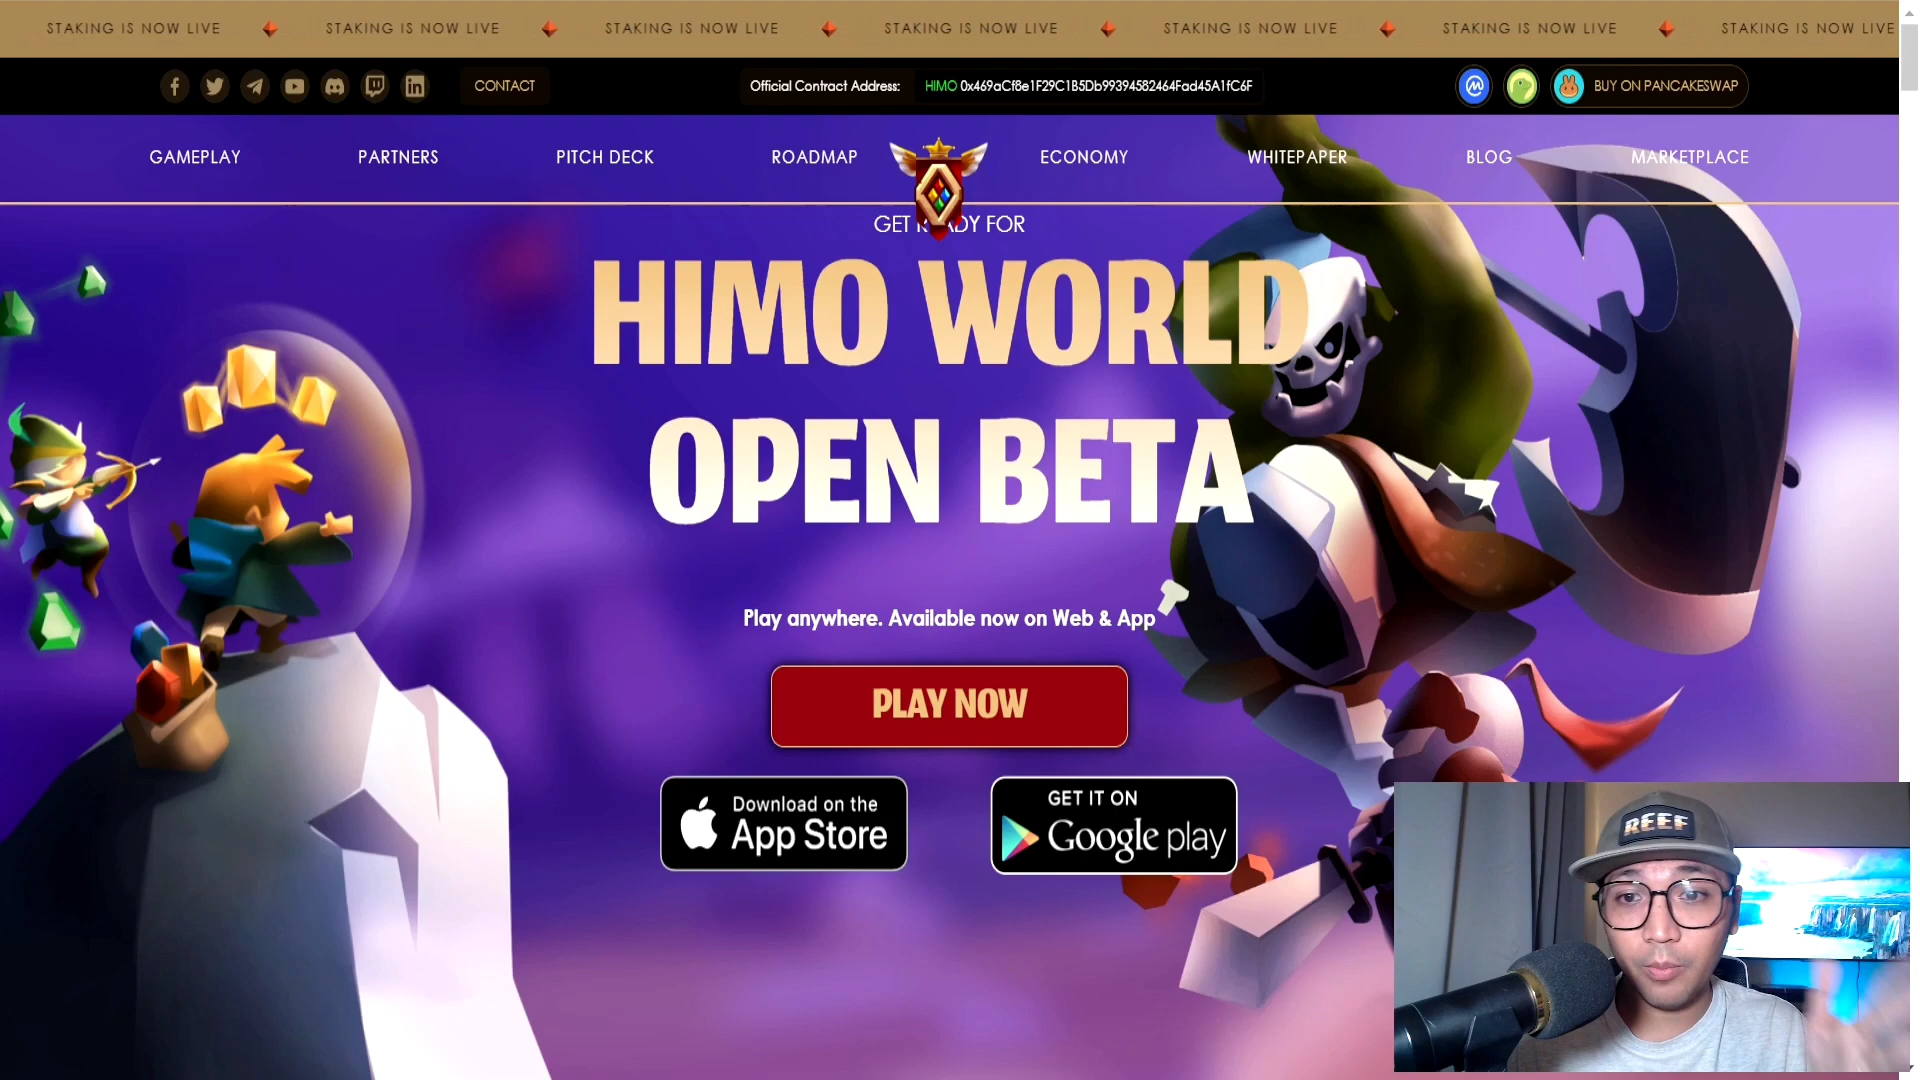 STAKING IS NOW LIVE STAKING IS NOW LIVE STAKING IS NOW LIVE STAKING IS NOW LIVE STAKING IS NOW LIVE STAKING IS NOW LIVE STAKING IS NOW LIVE
CONTACT Official Contract Address: HIMO 0x469aCf8e1F29C1B5Db99394582464Fad45A1fC6F BUY ON PANCAKESWAP
GAMEPLAY PARTNERS PITCH DECK ROADMAP ECONOMY WHITEPAPER BLOG MARKETPLACE
GET READY FOR
HIMO WORLD
OPEN BETA
Play anywhere. Available now on Web & App
PLAY NOW
Download on the
App Store
GET IT ON
Google play
REEF